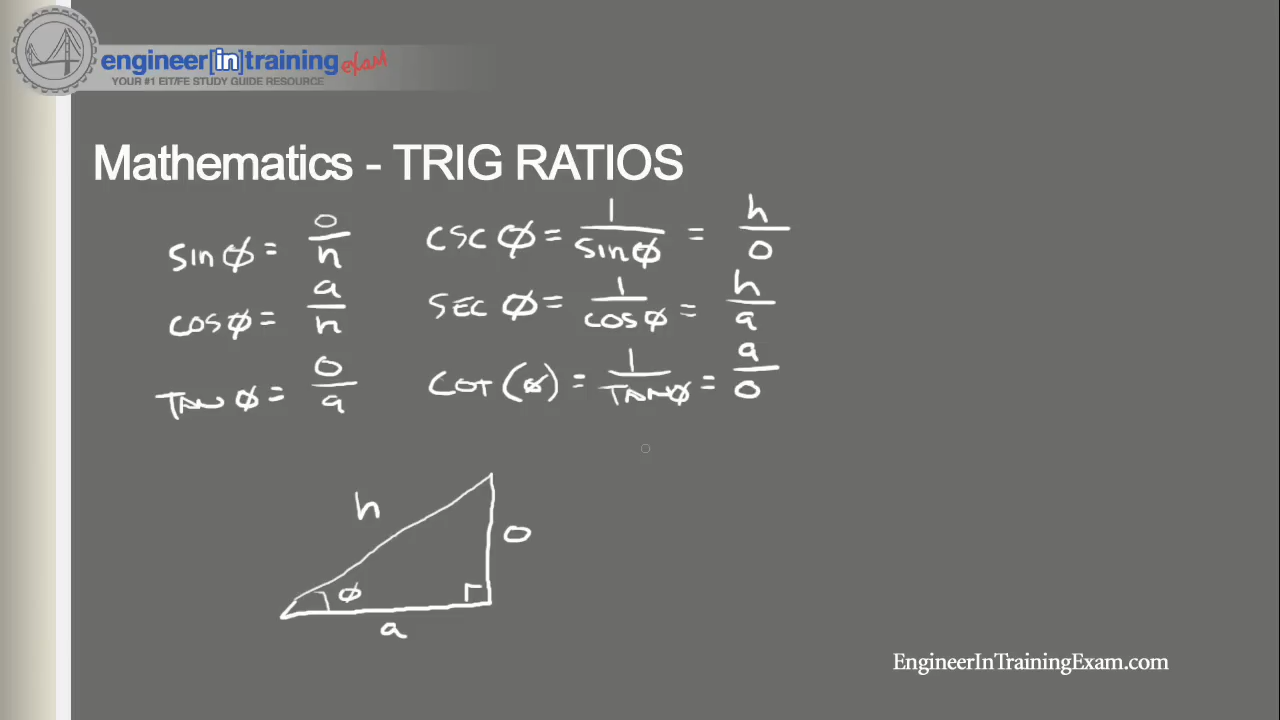 engineer[in]training exam
YOUR #1 EIT/FE STUDY GUIDE RESOURCE
Mathematics - TRIG RATIOS
sin φ = o/h
csc φ = 1/sin φ = h/o
cos φ = a/h
sec φ = 1/cos φ = h/a
TAN φ = o/a
cot (φ) = 1/TAN φ = a/o
h
o
φ
a
EngineerInTrainingExam.com